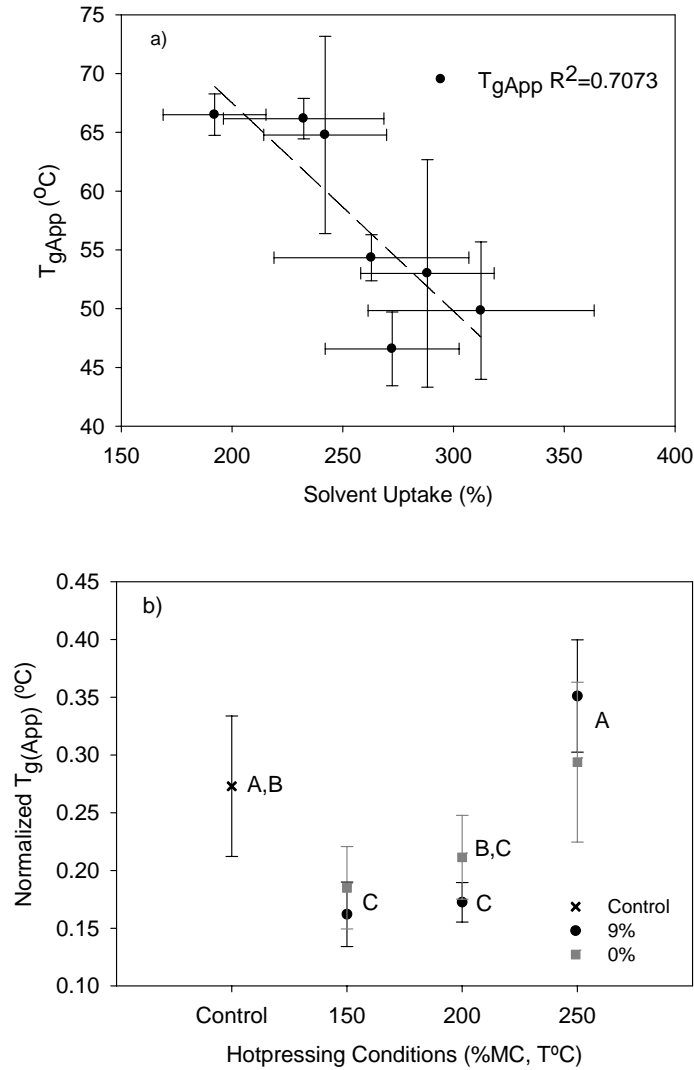 a)
TgApp R2=0.7073
75
70
65
60
55
50
45
40
TgApp (oC)
150 200 250 300 350 400
Solvent Uptake (%)
b)
0.45
0.40
0.35
0.30
0.25
0.20
0.15
0.10
Normalized Tg(App) (ºC)
A
A,B
B,C
C
C
Control
9%
0%
Control 150 200 250
Hotpressing Conditions (%MC, TºC)